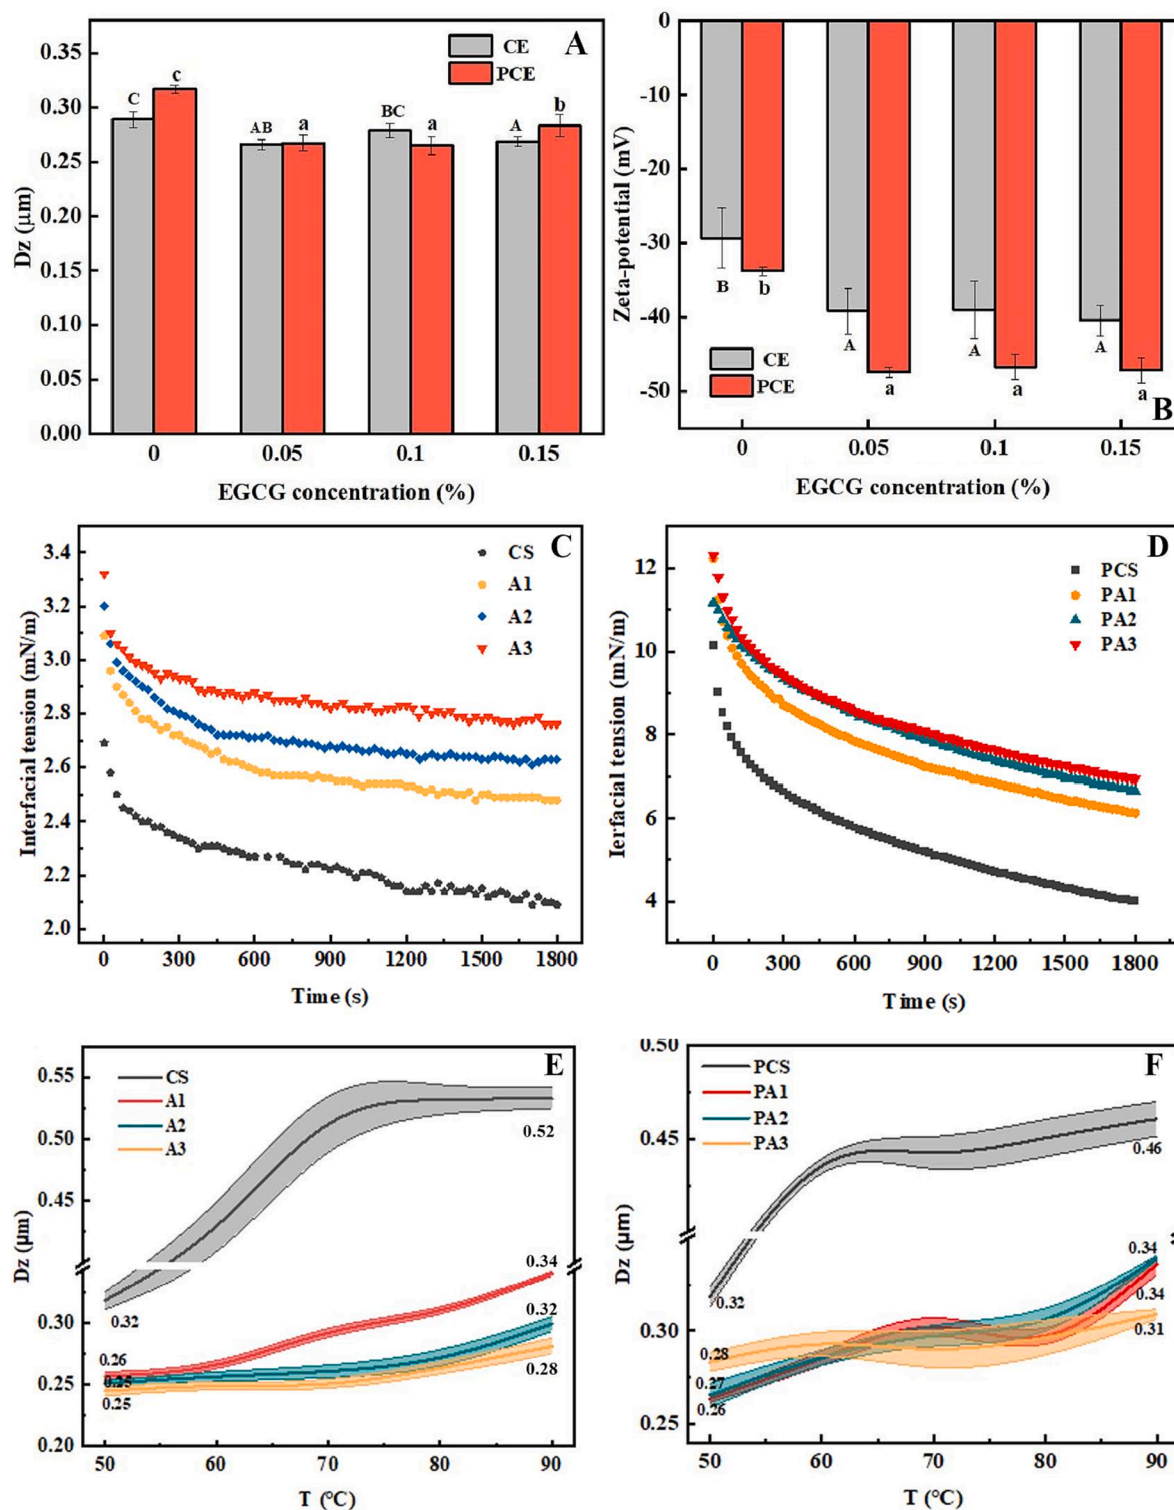 A
CE
PCE
Dz (μm)
0.35
0.30
0.25
0.20
0.15
0.10
0.05
0.00
C
c
AB
a
BC
a
A
b
0
0.05
0.1
0.15
EGCG concentration (%)
B
CE
PCE
Zeta-potential (mV)
0
-10
-20
-30
-40
-50
B
b
A
a
A
a
A
a
0
0.05
0.1
0.15
EGCG concentration (%)
C
CS
A1
A2
A3
Interfacial tension (mN/m)
3.4
3.2
3.0
2.8
2.6
2.4
2.2
2.0
0
300
600
900
1200
1500
1800
Time (s)
D
PCS
PA1
PA2
PA3
Ierfacial tension (mN/m)
12
10
8
6
4
0
300
600
900
1200
1500
1800
Time (s)
E
CS
A1
A2
A3
Dz (μm)
0.55
0.50
0.45
0.30
0.25
0.20
0.32
0.26
0.25
0.25
0.52
0.34
0.32
0.28
50
60
70
80
90
T (°C)
F
PCS
PA1
PA2
PA3
Dz (μm)
0.50
0.45
0.30
0.25
0.32
0.28
0.27
0.26
0.46
0.34
0.34
0.31
50
60
70
80
90
T (°C)